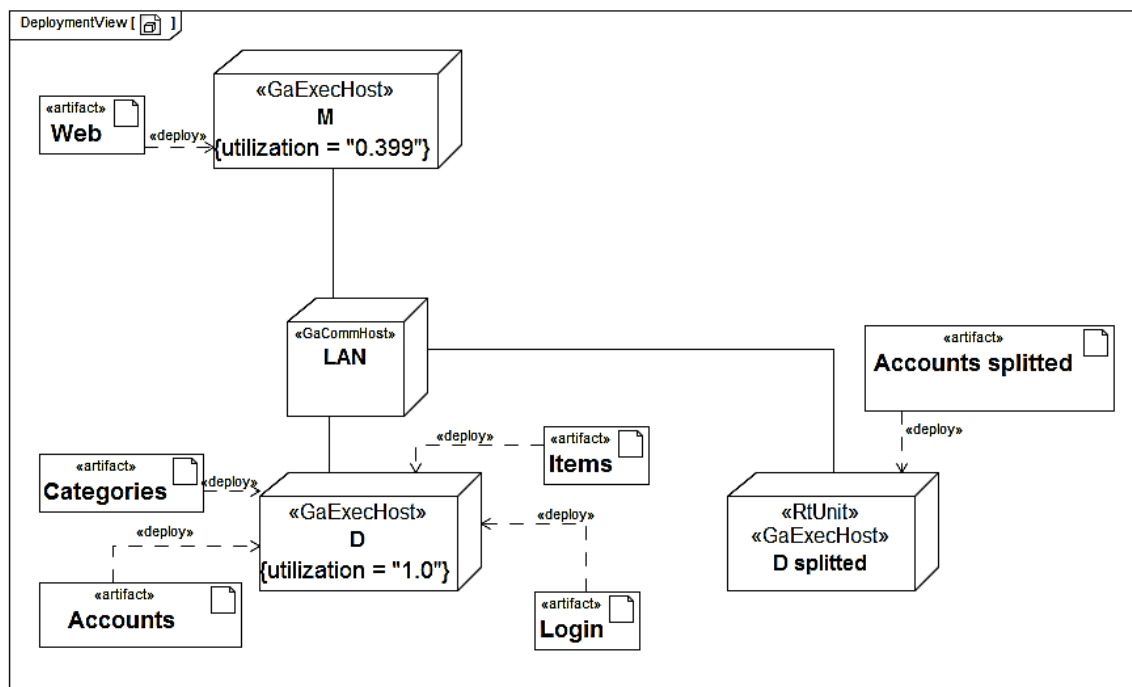 DeploymentView [ ]
«GaExecHost»
M
{utilization = "0.399"}
«artifact»
Web
«deploy»
«GaCommHost»
LAN
«artifact»
Accounts splitted
«deploy»
«deploy»
«artifact»
Items
«artifact»
Categories
«deploy»
«GaExecHost»
D
{utilization = "1.0"}
«RtUnit»
«GaExecHost»
D splitted
«deploy»
«deploy»
«artifact»
Accounts
«artifact»
Login